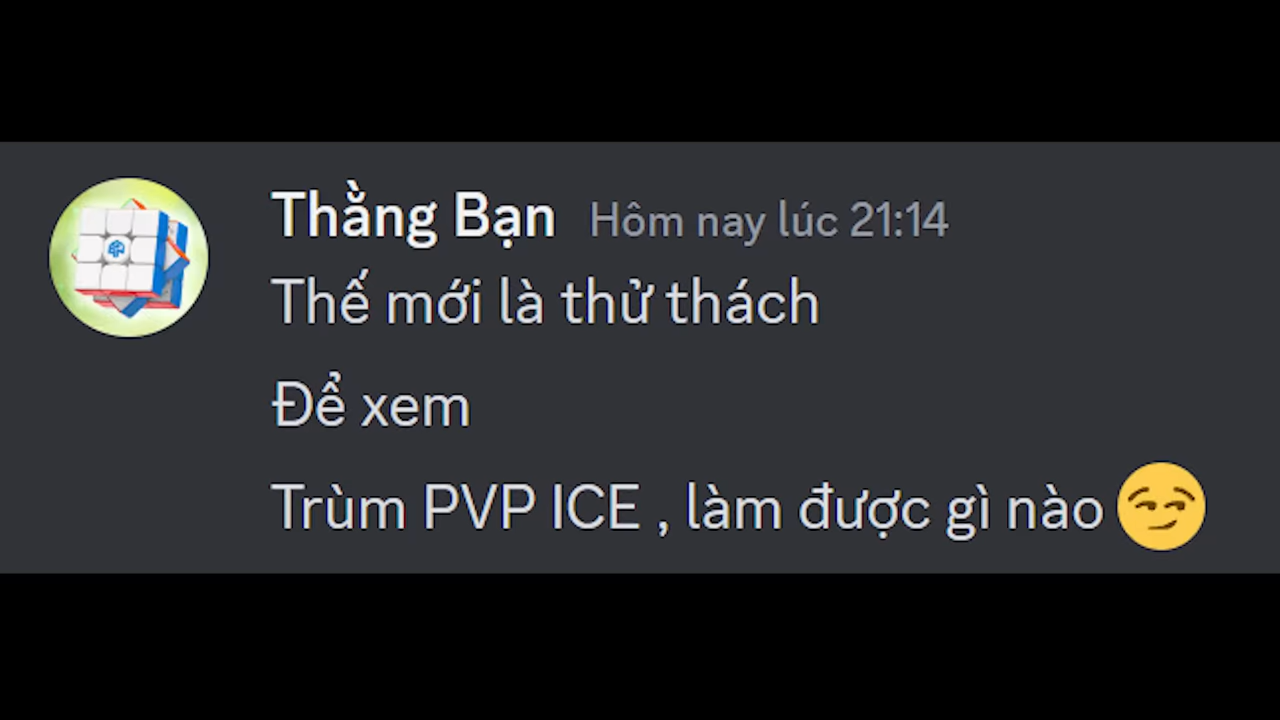 Thằng Bạn Hôm nay lúc 21:14
Thế mới là thử thách
Để xem
Trùm PVP ICE , làm được gì nào 😏